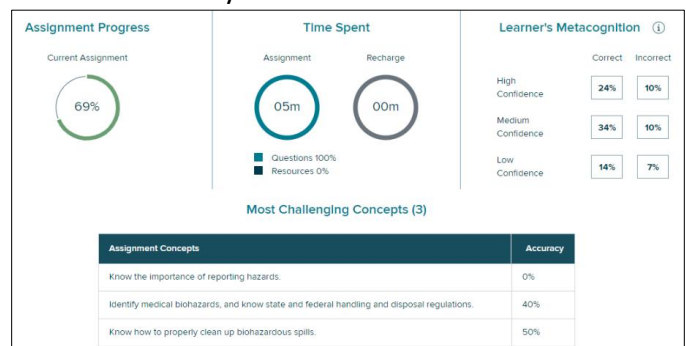 Assignment Progress
Current Assignment
69%
Time Spent
Assignment Recharge
05m 00m
Questions 100%
Resources 0%
Learner's Metacognition
Correct Incorrect
High
Confidence
24% 10%
Medium
Confidence
34% 10%
Low
Confidence
14% 7%
Most Challenging Concepts (3)
Assignment Concepts Accuracy
Know the importance of reporting hazards. 0%
Identify medical biohazards, and know state and federal handling and disposal regulations. 40%
Know how to properly clean up biohazardous spills. 50%